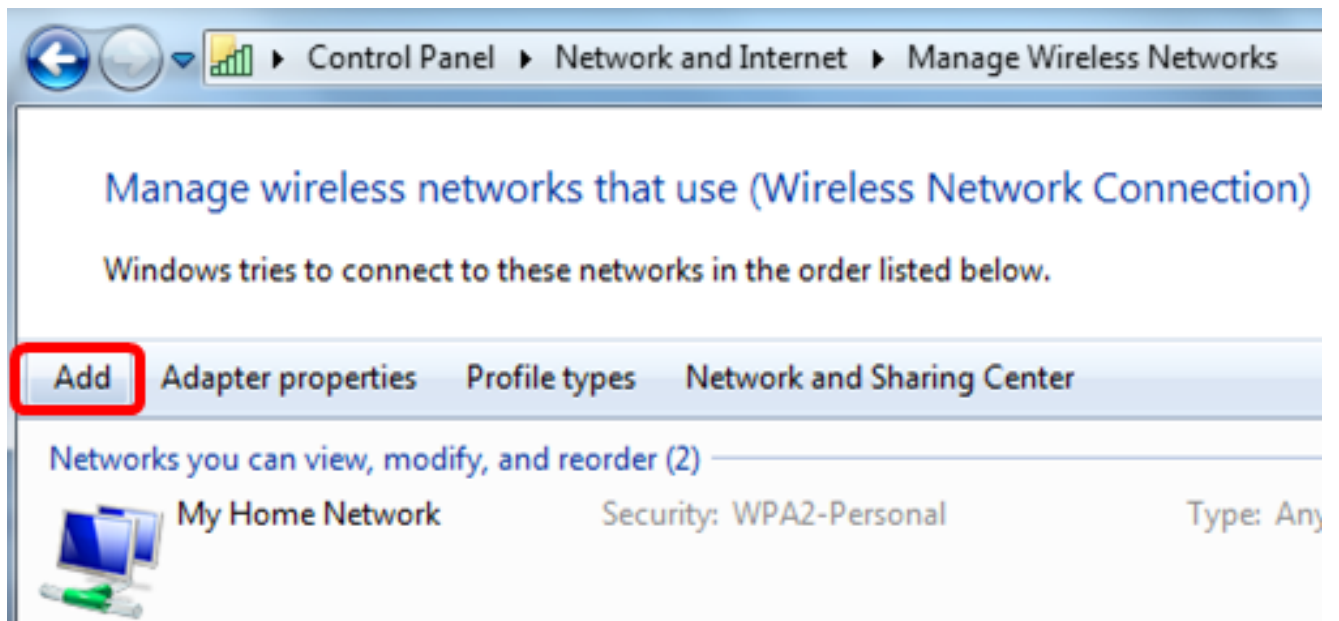 Control Panel Network and Internet Manage Wireless Networks
Manage wireless networks that use (Wireless Network Connection)
Windows tries to connect to these networks in the order listed below.
Add Adapter properties Profile types Network and Sharing Center
Networks you can view, modify, and reorder (2)
My Home Network Security: WPA2-Personal Type: Any